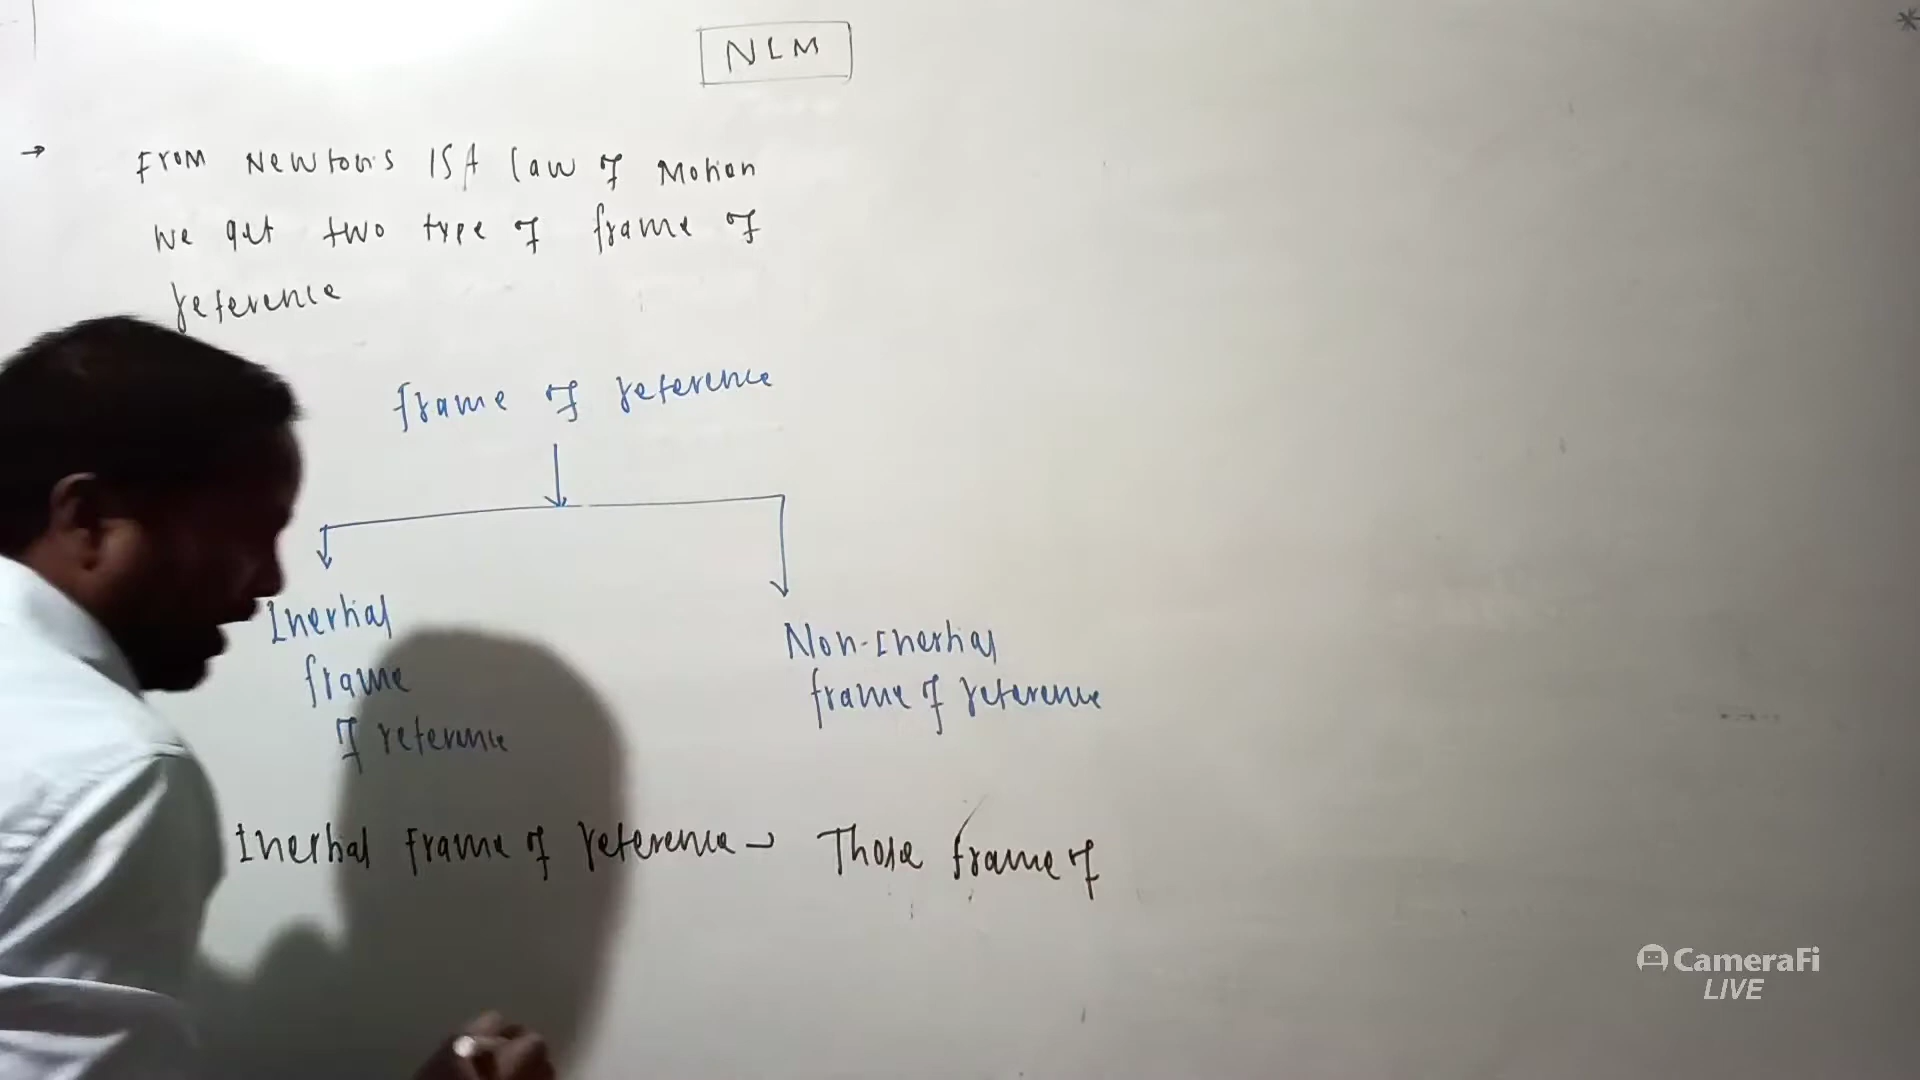 NLM
→ From Newton's 1st law of Motion
we get two type of frame of
reference
frame of reference
Inertial
frame
of reference
Non-Inertial
frame of reference
Inertial frame of reference → Those frame of
CameraFi
LIVE